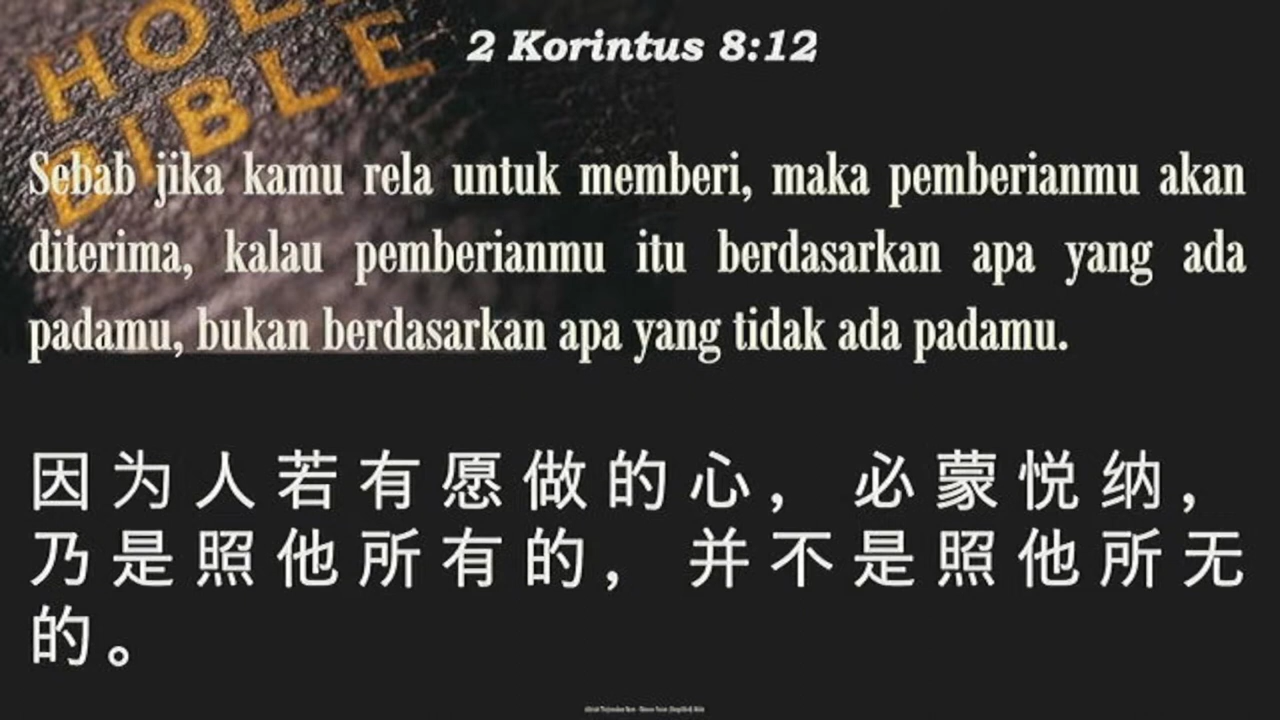 HOL
BIBLE
2 Korintus 8:12
Sebab jika kamu rela untuk memberi, maka pemberianmu akan
diterima, kalau pemberianmu itu berdasarkan apa yang ada
padamu, bukan berdasarkan apa yang tidak ada padamu.
因为人若有愿做的心，必蒙悦纳，
乃是照他所有的，并不是照他所无
的。